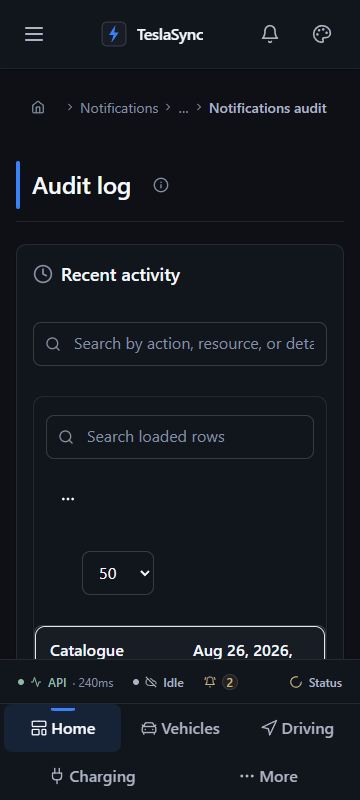 TeslaSync
Notifications ... Notifications audit
Audit log
Recent activity
Search by action, resource, or deta
Search loaded rows
...
50
Catalogue Aug 26, 2026,
API · 240ms Idle 2 Status
Home Vehicles Driving
Charging ... More